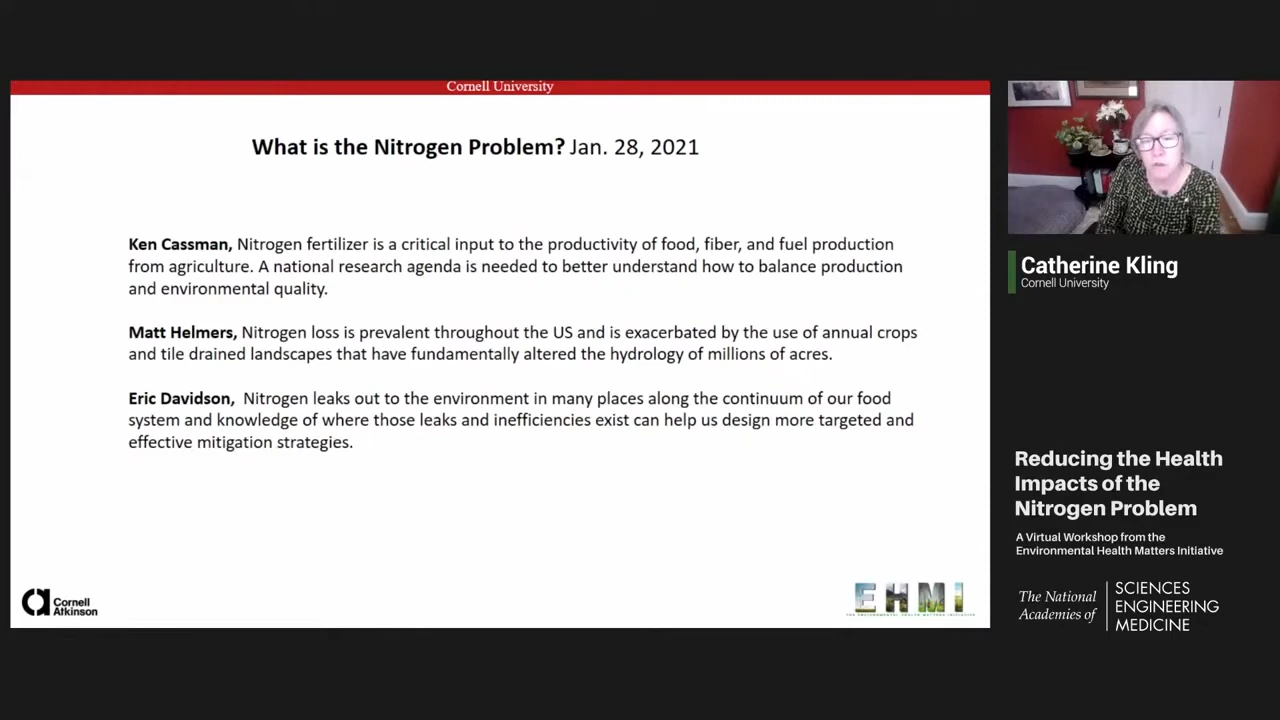 Cornell University
What is the Nitrogen Problem? Jan. 28, 2021
Ken Cassman, Nitrogen fertilizer is a critical input to the productivity of food, fiber, and fuel production
from agriculture. A national research agenda is needed to better understand how to balance production
and environmental quality.
Matt Helmers, Nitrogen loss is prevalent throughout the US and is exacerbated by the use of annual crops
and tile drained landscapes that have fundamentally altered the hydrology of millions of acres.
Eric Davidson, Nitrogen leaks out to the environment in many places along the continuum of our food
system and knowledge of where those leaks and inefficiencies exist can help us design more targeted and
effective mitigation strategies.
Cornell
Atkinson
EHMI
Catherine Kling
Cornell University
Reducing the Health
Impacts of the
Nitrogen Problem
A Virtual Workshop from the
Environmental Health Matters Initiative
The National
Academies of
SCIENCES
ENGINEERING
MEDICINE